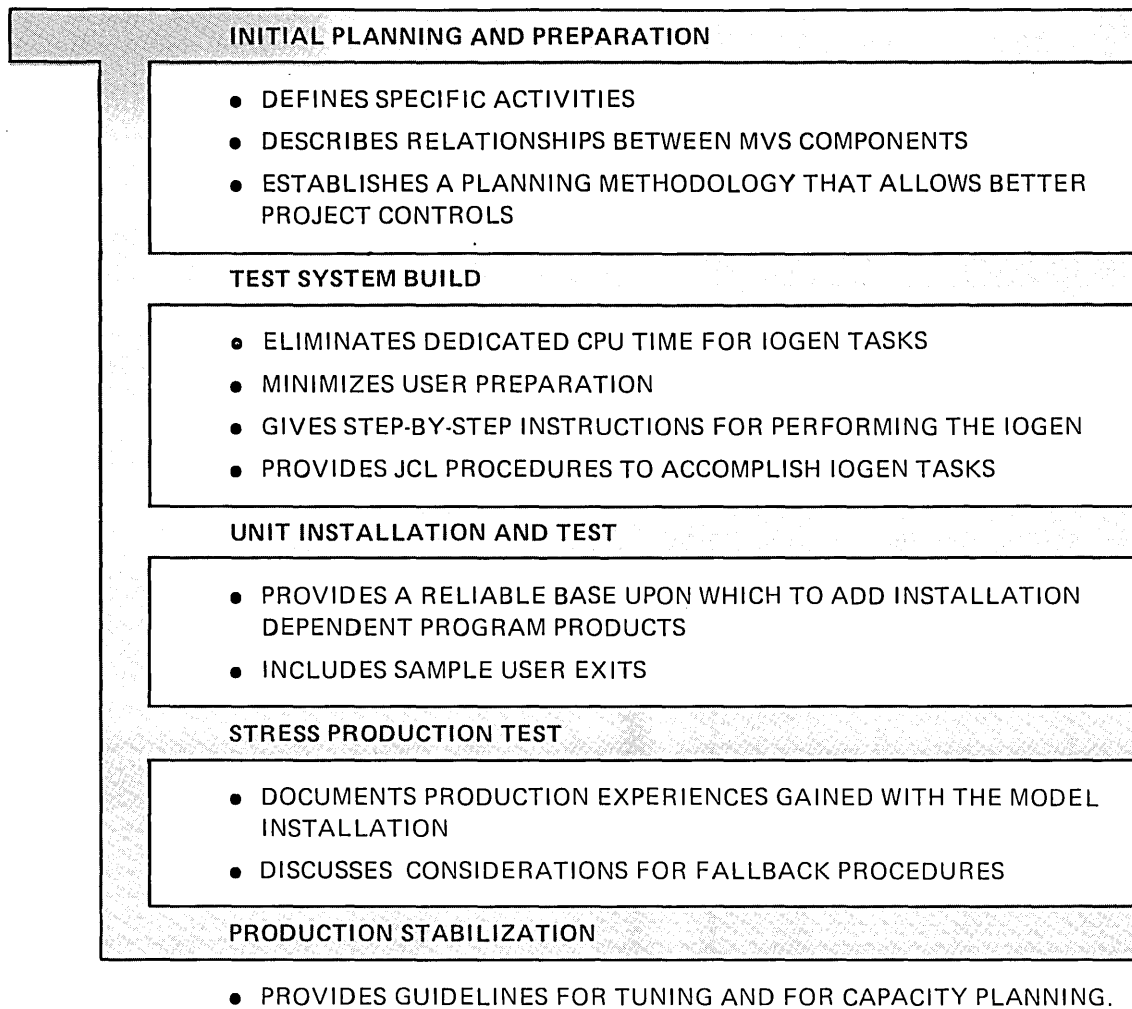 INITIAL PLANNING AND PREPARATION
• DEFINES SPECIFIC ACTIVITIES
• DESCRIBES RELATIONSHIPS BETWEEN MVS COMPONENTS
• ESTABLISHES A PLANNING METHODOLOGY THAT ALLOWS BETTER
PROJECT CONTROLS
TEST SYSTEM BUILD
• ELIMINATES DEDICATED CPU TIME FOR IOGEN TASKS
• MINIMIZES USER PREPARATION
• GIVES STEP-BY-STEP INSTRUCTIONS FOR PERFORMING THE IOGEN
• PROVIDES JCL PROCEDURES TO ACCOMPLISH IOGEN TASKS
UNIT INSTALLATION AND TEST
• PROVIDES A RELIABLE BASE UPON WHICH TO ADD INSTALLATION
DEPENDENT PROGRAM PRODUCTS
• INCLUDES SAMPLE USER EXITS
STRESS PRODUCTION TEST
• DOCUMENTS PRODUCTION EXPERIENCES GAINED WITH THE MODEL
INSTALLATION
• DISCUSSES CONSIDERATIONS FOR FALLBACK PROCEDURES
PRODUCTION STABILIZATION
• PROVIDES GUIDELINES FOR TUNING AND FOR CAPACITY PLANNING.